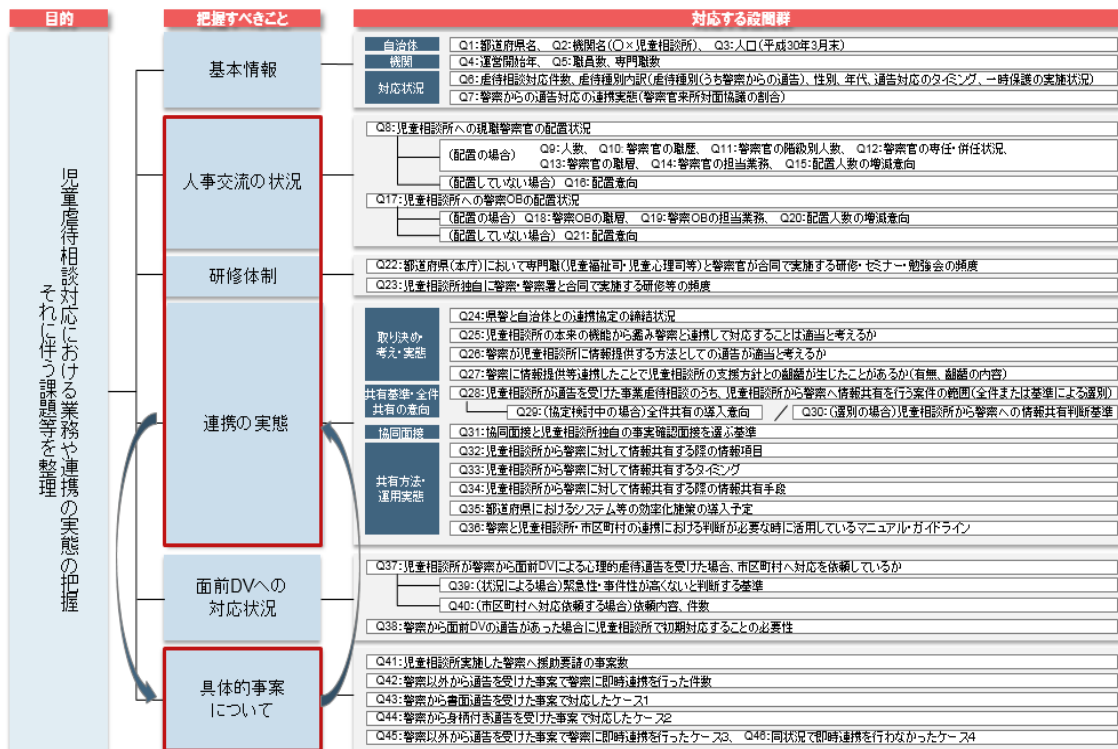 目的
把握すべきこと
対応する設問群
児童虐待相談対応における業務や連携の実態の把握
それに伴う課題等を整理
基本情報
自治体
Q1：都道府県名、 Q2：機関名(〇×児童相談所)、 Q3：人口(平成30年3月末)
機関
Q4：運営開始年、 Q5：職員数、専門職数
対応状況
Q6：虐待相談対応件数、虐待種別内訳(虐待種別(うち警察からの通告)、性別、年代、通告対応のタイミング、一時保護の実施状況)
Q7：警察からの通告対応の連携実態(警察官来所対面協議の割合)
人事交流の状況
Q8：児童相談所への現職警察官の配置状況
(配置の場合)
Q9：人数、 Q10：警察官の職歴、 Q11：警察官の階級別人数、 Q12：警察官の専任・併任状況、
Q13：警察官の職層、 Q14：警察官の担当業務、 Q15：配置人数の増減意向
(配置していない場合) Q16：配置意向
Q17：児童相談所への警察OBの配置状況
(配置の場合) Q18：警察OBの職層、 Q19：警察OBの担当業務、 Q20：配置人数の増減意向
(配置していない場合) Q21：配置意向
研修体制
Q22：都道府県(本庁)において専門職(児童福祉司・児童心理司等)と警察官が合同で実施する研修・セミナー・勉強会の頻度
Q23：児童相談所独自に警察・警察署と合同で実施する研修等の頻度
連携の実態
取り決め・
考え・実態
Q24：県警と自治体との連携協定の締結状況
Q25：児童相談所の本来の機能から鑑み警察と連携して対応することは適当と考えるか
Q26：警察が児童相談所に情報提供する方法としての通告が適当と考えるか
Q27：警察に情報提供等連携したことで児童相談所の支援方針との齟齬が生じたことがあるか(有無、齟齬の内容)
共有基準・全件
共有の意向
Q28：児童相談所が通告を受けた事業虐待相談のうち、児童相談所から警察へ情報共有を行う案件の範囲(全件または基準による選別)
Q29：(協定検討中の場合)全件共有の導入意向
／
Q30：(選別の場合)児童相談所から警察への情報共有判断基準
協同面接
Q31：協同面接と児童相談所独自の事実確認面接を選ぶ基準
共有方法・
運用実態
Q32：児童相談所から警察に対して情報共有する際の情報項目
Q33：児童相談所から警察に対して情報共有するタイミング
Q34：児童相談所から警察に対して情報共有する際の情報共有手段
Q35：都道府県におけるシステム等の効率化施策の導入予定
Q36：警察と児童相談所・市区町村の連携における判断が必要な時に活用しているマニュアル・ガイドライン
面前DVへの
対応状況
Q37：児童相談所が警察から面前DVによる心理的虐待通告を受けた場合、市区町村へ対応を依頼しているか
Q39：(状況による場合)緊急性・事件性が高くないと判断する基準
Q40：(市区町村へ対応依頼する場合)依頼内容、件数
Q38：警察から面前DVの通告があった場合に児童相談所で初期対応することの必要性
具体的事案
について
Q41：児童相談所実施した警察へ援助要請の事案数
Q42：警察以外から通告を受けた事案で警察に即時連携を行った件数
Q43：警察から書面通告を受けた事案で対応したケース1
Q44：警察から身柄付き通告を受けた事案で対応したケース2
Q45：警察以外から通告を受けた事案で警察に即時連携を行ったケース3、 Q46：同状況で即時連携を行わなかったケース4